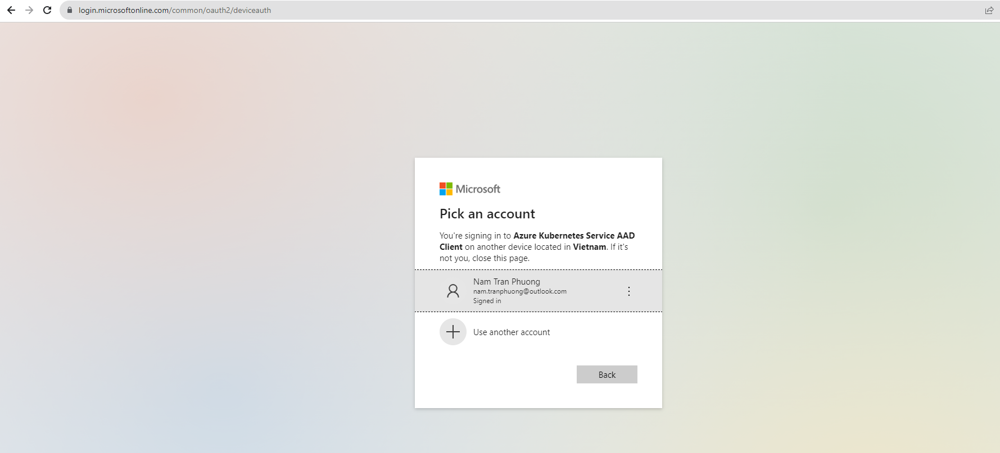 login.microsoftonline.com/common/oauth2/deviceauth
Microsoft
Pick an account
You're signing in to Azure Kubernetes Service AAD
Client on another device located in Vietnam. If it's
not you, close this page.
Nam Tran Phuong
nam.tranphuong@outlook.com
Signed in
Use another account
Back